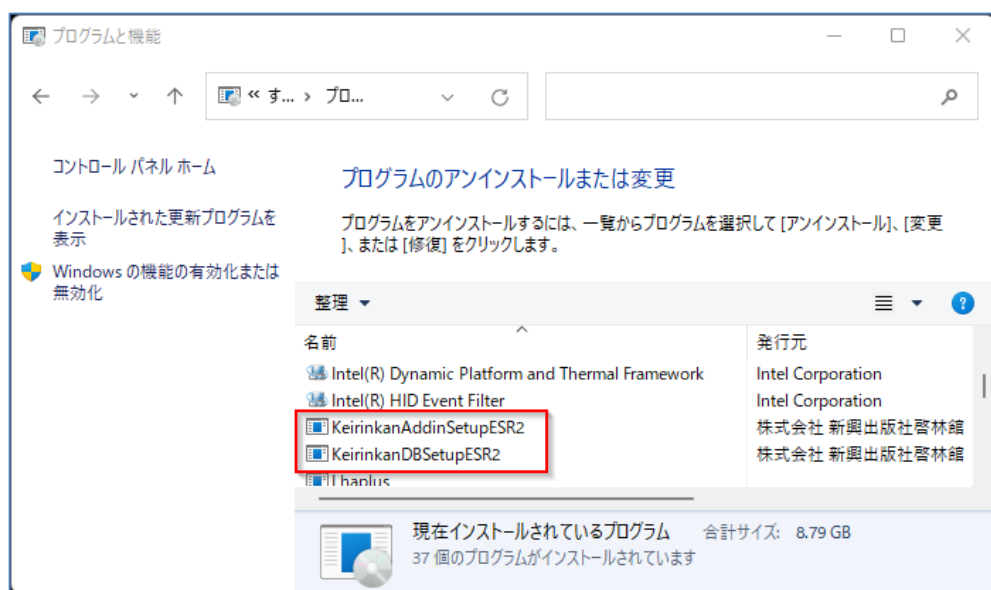 プログラムと機能
« す... › プロ...
コントロール パネル ホーム
インストールされた更新プログラムを
表示
Windows の機能の有効化または
無効化
プログラムのアンインストールまたは変更
プログラムをアンインストールするには、一覧からプログラムを選択して [アンインストール]、[変更
]、または [修復] をクリックします。
整理
名前 発行元
Intel(R) Dynamic Platform and Thermal Framework Intel Corporation
Intel(R) HID Event Filter Intel Corporation
KeirinkanAddinSetupESR2 株式会社 新興出版社啓林館
KeirinkanDBSetupESR2 株式会社 新興出版社啓林館
Lhaplus
現在インストールされているプログラム 合計サイズ: 8.79 GB
37 個のプログラムがインストールされています